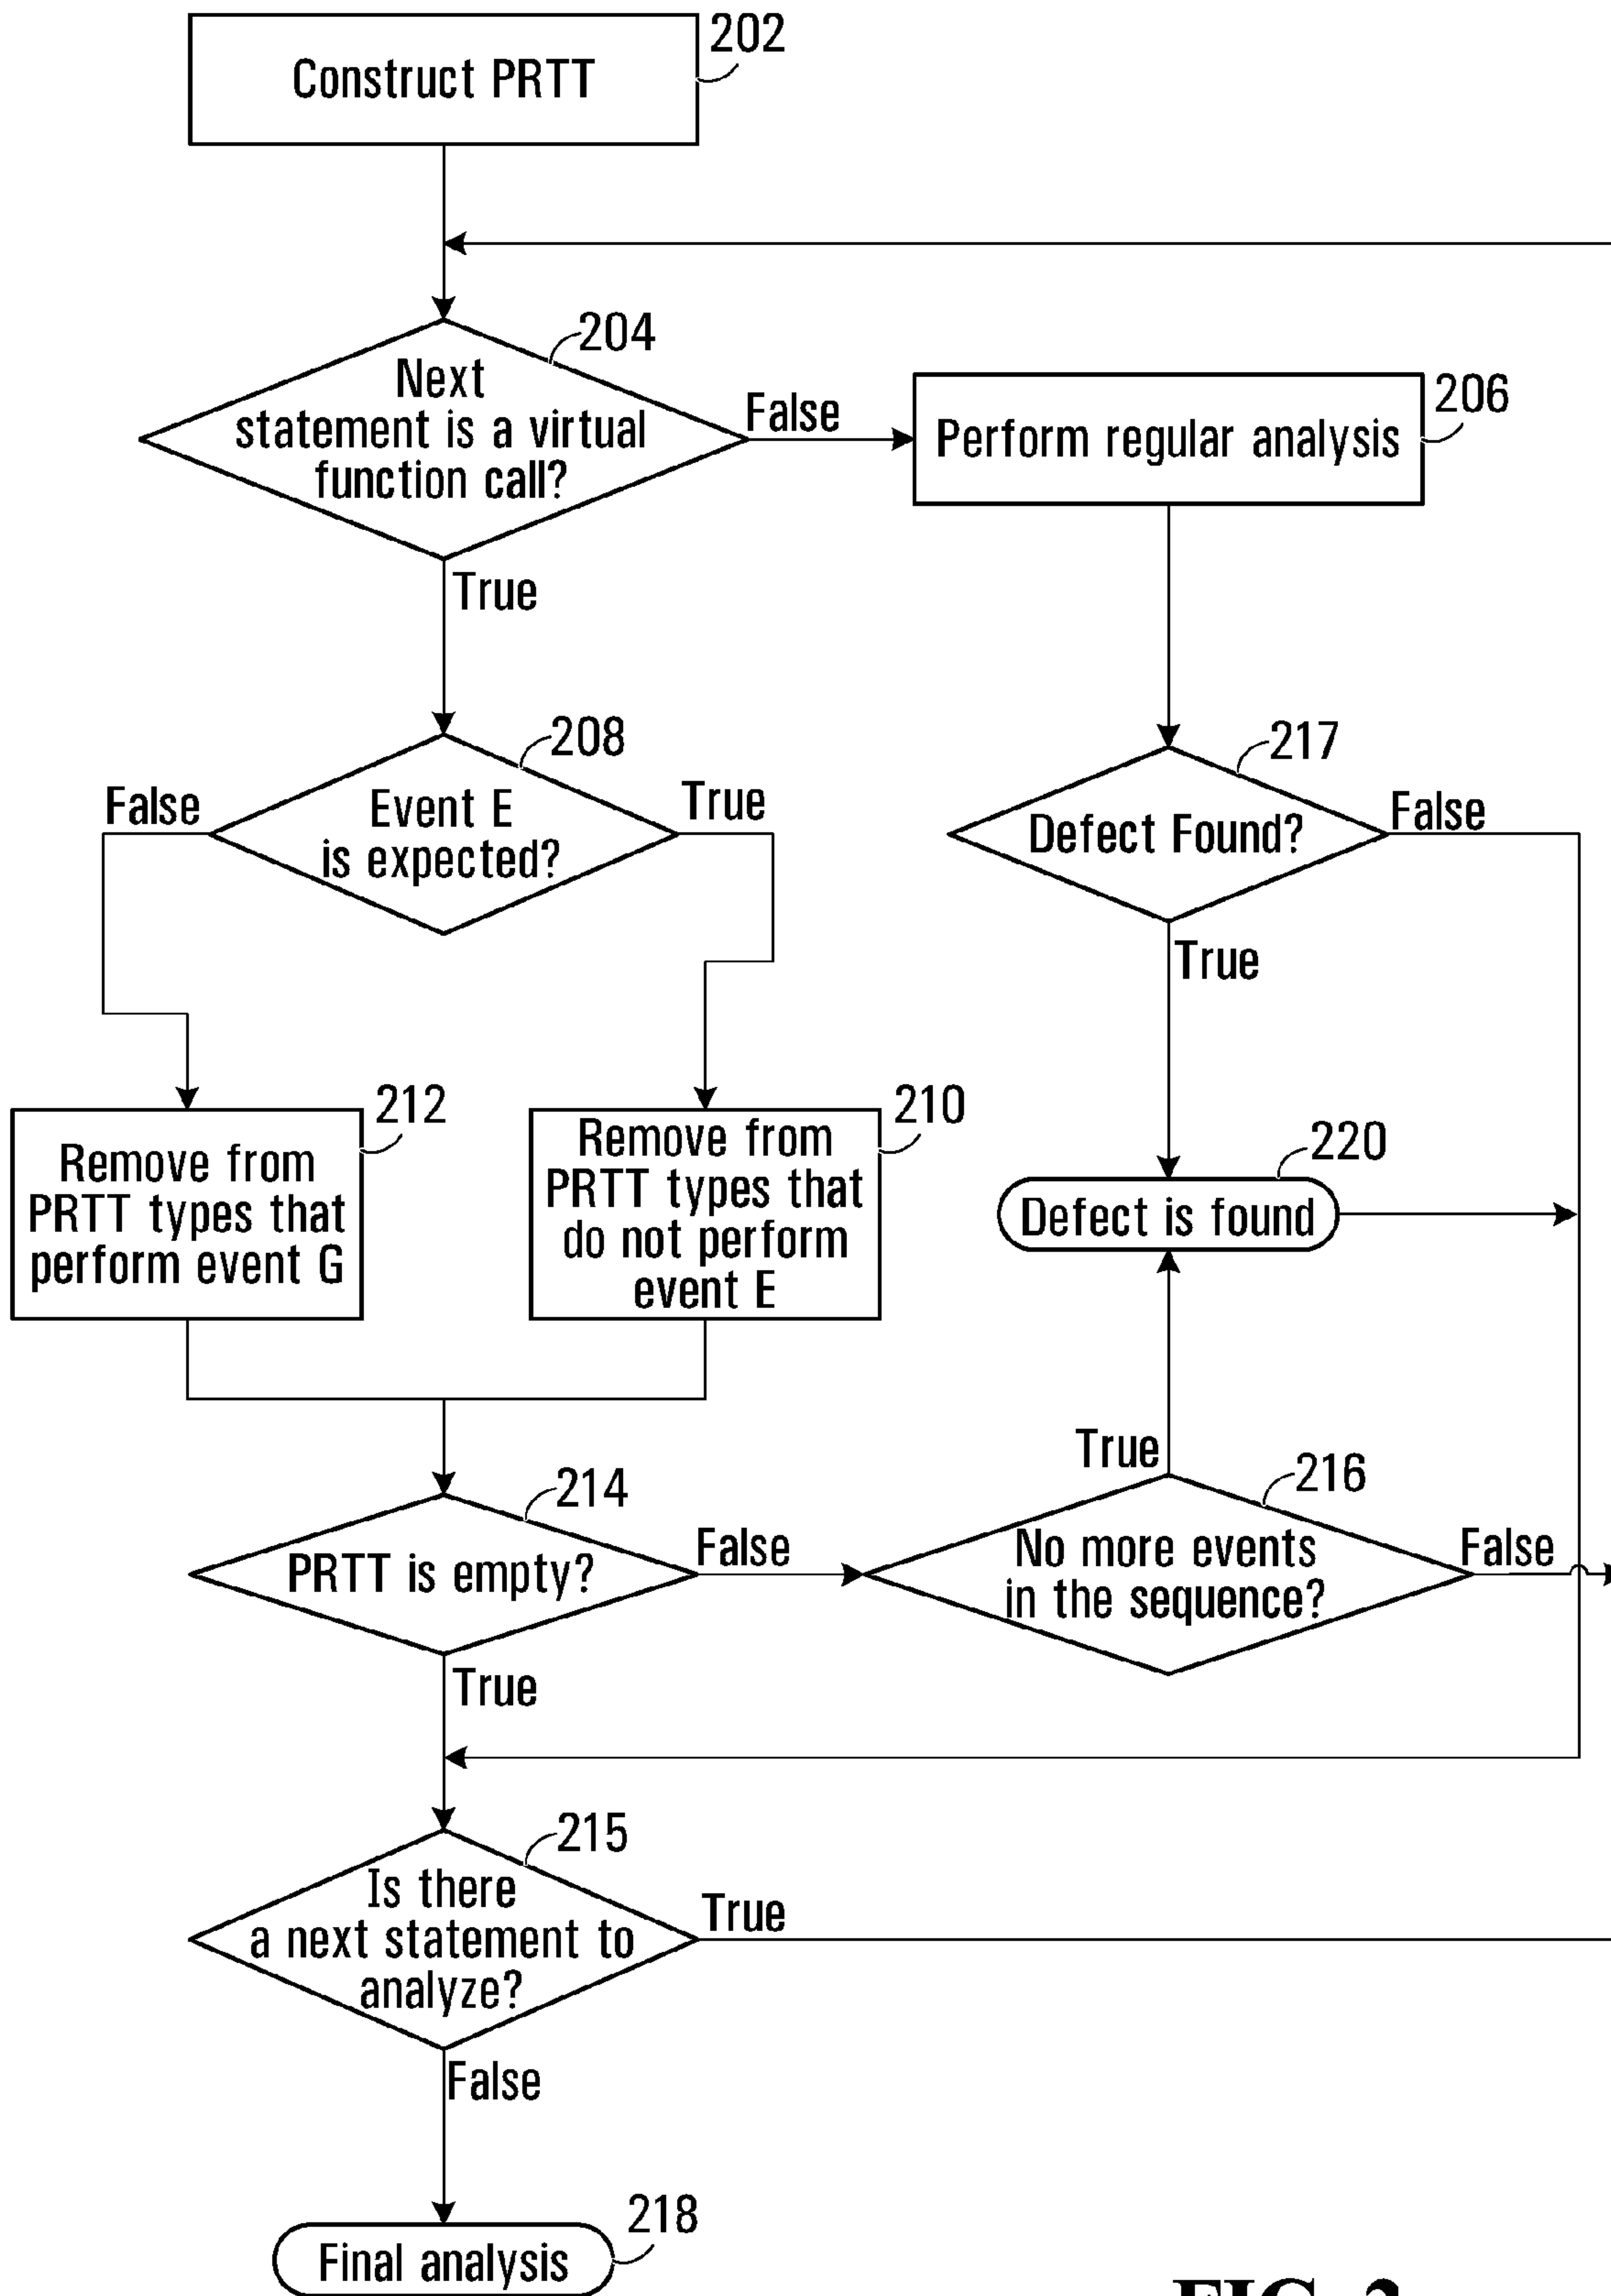 Construct PRTT
202
Next
statement is a virtual
function call?
204
False
Perform regular analysis
206
True
Event E
is expected?
208
False
True
Defect Found?
217
False
True
Remove from
PRTT types that
perform event G
212
Remove from
PRTT types that
do not perform
event E
210
Defect is found
220
True
PRTT is empty?
214
False
No more events
in the sequence?
216
False
True
Is there
a next statement to
analyze?
215
True
False
Final analysis
218